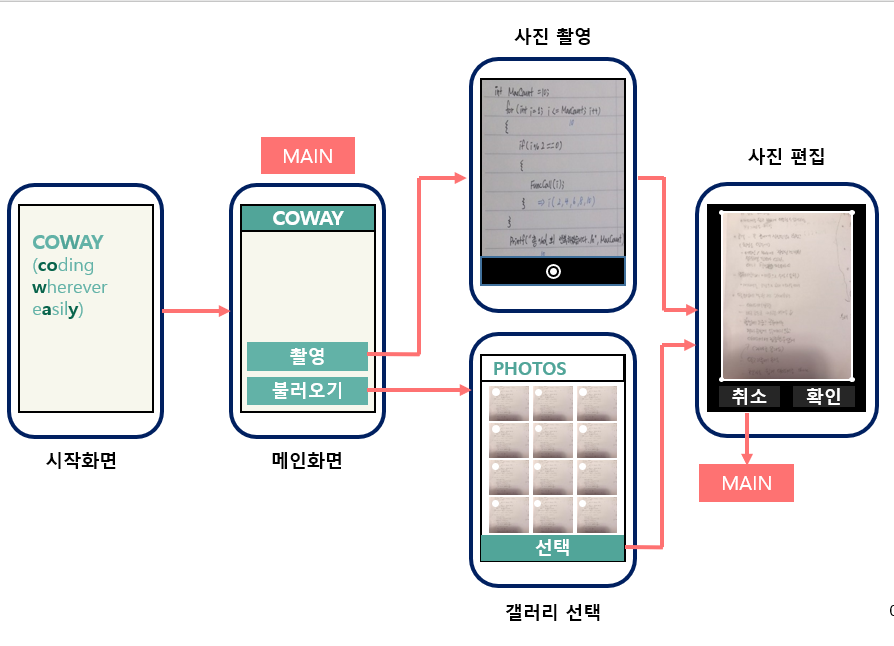 사진 촬영
int MaxCount =10;
for (int i=1; i <= MaxCount; i++)
{
if(i%2==0)
{
FuncCall(i);
}
}
사진 편집
MAIN
COWAY
COWAY
(coding
wherever
easily)
촬영
불러오기
PHOTOS
선택
취소
확인
시작화면
메인화면
MAIN
갤러리 선택